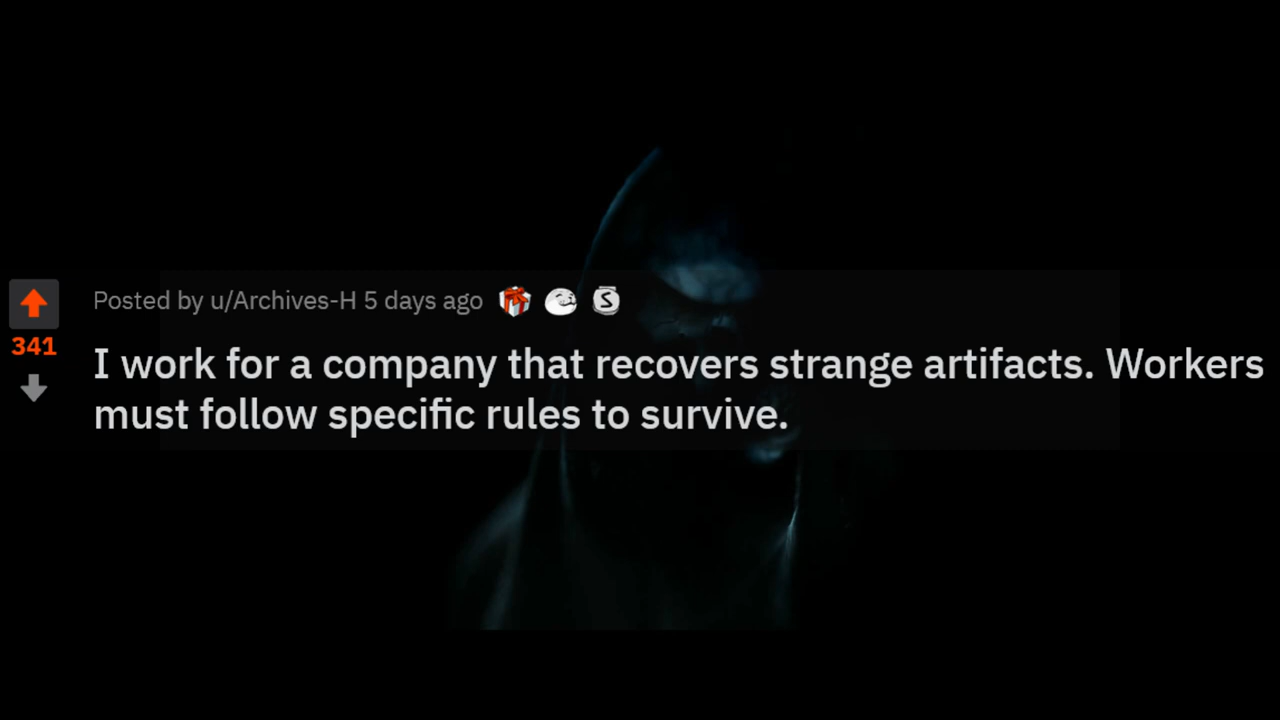 Posted by u/Archives-H 5 days ago
341
I work for a company that recovers strange artifacts. Workers
must follow specific rules to survive.